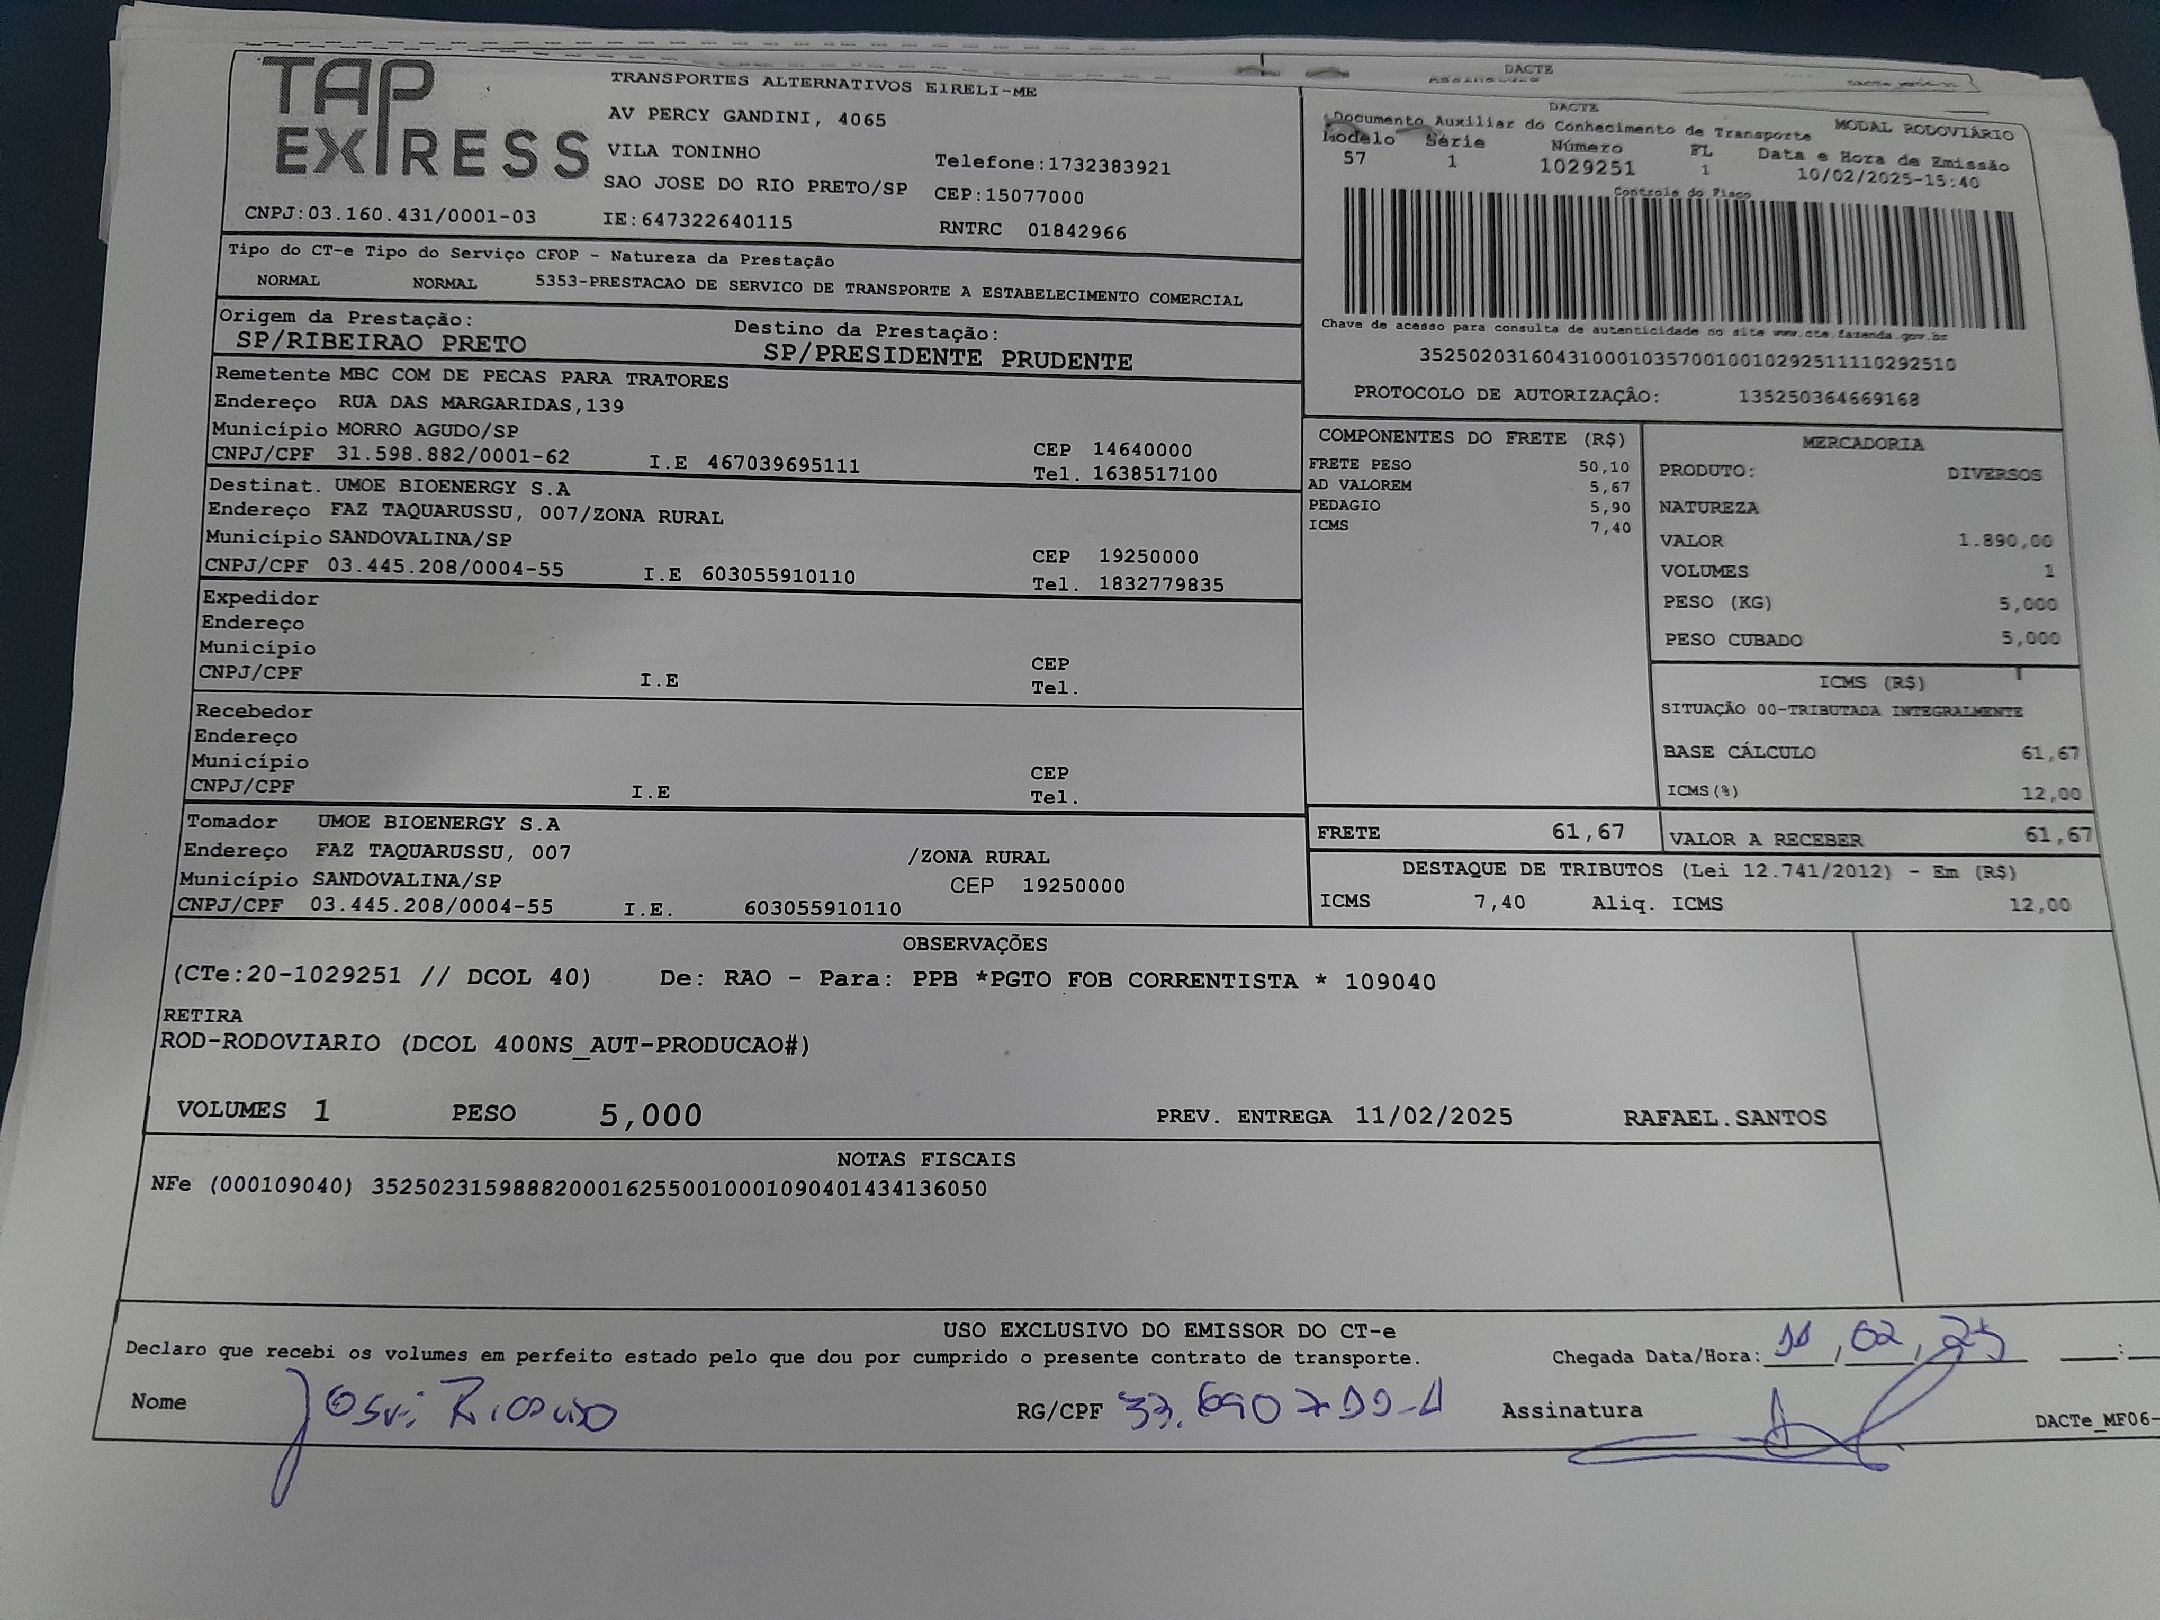 TAP
EXPRESS
TRANSPORTES ALTERNATIVOS EIRELI-ME
AV PERCY GANDINI, 4065
VILA TONINHO
Telefone:1732383921
SAO JOSE DO RIO PRETO/SP CEP:15077000
CNPJ:03.160.431/0001-03 IE:647322640115 RNTRC 01842966
DACTE
DACTE
Documento Auxiliar do Conhecimento de Transporte MODAL RODOVIÁRIO
Modelo Série Número FL Data e Hora de Emissão
57 1 1029251 1 10/02/2025-15:40
Controle do Fisco
Chave de acesso para consulta de autenticidade no site www.cte.fazenda.gov.br
35250203160431000103570010010292511110292510
PROTOCOLO DE AUTORIZAÇÂO: 135250364669168
Tipo do CT-e Tipo do Serviço CFOP - Natureza da Prestação
NORMAL NORMAL 5353-PRESTACAO DE SERVICO DE TRANSPORTE A ESTABELECIMENTO COMERCIAL
Origem da Prestação: Destino da Prestação:
SP/RIBEIRAO PRETO SP/PRESIDENTE PRUDENTE
Remetente MBC COM DE PECAS PARA TRATORES
Endereço RUA DAS MARGARIDAS,139
Município MORRO AGUDO/SP CEP 14640000
CNPJ/CPF 31.598.882/0001-62 I.E 467039695111 Tel. 1638517100
Destinat. UMOE BIOENERGY S.A
Endereço FAZ TAQUARUSSU, 007/ZONA RURAL
Município SANDOVALINA/SP CEP 19250000
CNPJ/CPF 03.445.208/0004-55 I.E 603055910110 Tel. 1832779835
Expedidor
Endereço
Município CEP
CNPJ/CPF I.E Tel.
Recebedor
Endereço
Município CEP
CNPJ/CPF I.E Tel.
Tomador UMOE BIOENERGY S.A
Endereço FAZ TAQUARUSSU, 007 /ZONA RURAL
Município SANDOVALINA/SP CEP 19250000
CNPJ/CPF 03.445.208/0004-55 I.E. 603055910110
COMPONENTES DO FRETE (R$)
FRETE PESO 50,10
AD VALOREM 5,67
PEDAGIO 5,90
ICMS 7,40
MERCADORIA
PRODUTO: DIVERSOS
NATUREZA
VALOR 1.890,00
VOLUMES 1
PESO (KG) 5,000
PESO CUBADO 5,000
ICMS (R$)
SITUAÇÃO 00-TRIBUTADA INTEGRALMENTE
BASE CÁLCULO 61,67
ICMS(%) 12,00
FRETE 61,67 VALOR A RECEBER 61,67
DESTAQUE DE TRIBUTOS (Lei 12.741/2012) - Em (R$)
ICMS 7,40 Aliq. ICMS 12,00
OBSERVAÇÕES
(CTe:20-1029251 // DCOL 40) De: RAO - Para: PPB *PGTO FOB CORRENTISTA * 109040
RETIRA
ROD-RODOVIARIO (DCOL 400NS_AUT-PRODUCAO#)
VOLUMES 1 PESO 5,000 PREV. ENTREGA 11/02/2025 RAFAEL.SANTOS
NOTAS FISCAIS
NFe (000109040) 35250231598882000162550010001090401434136050
USO EXCLUSIVO DO EMISSOR DO CT-e
Declaro que recebi os volumes em perfeito estado pelo que dou por cumprido o presente contrato de transporte. Chegada Data/Hora: 02, 25 :
Nome RG/CPF Assinatura
DACTe_MF06-